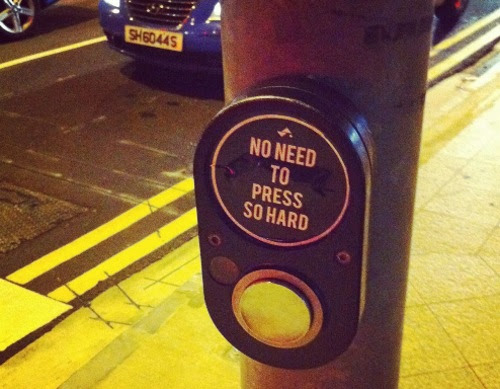 SH6044S
NO NEED
TO
PRESS
SO HARD